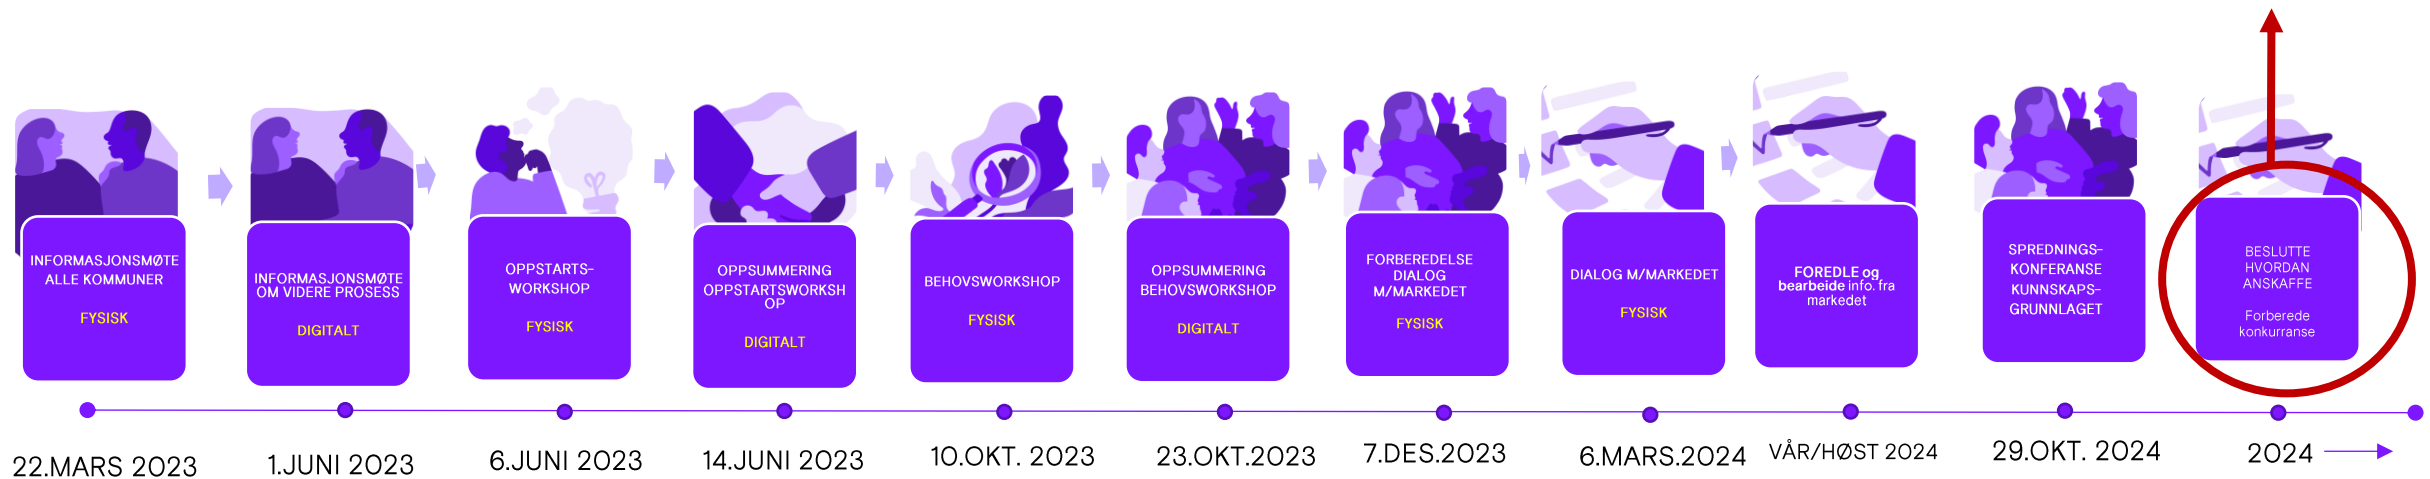 INFORMASJONSMØTE
ALLE KOMMUNER
FYSISK
INFORMASJONSMØTE
OM VIDERE PROSESS
DIGITALT
OPPSTARTS-
WORKSHOP
FYSISK
OPPSUMMERING
OPPSTARTSWORKSH
OP
DIGITALT
BEHOVSWORKSHOP
FYSISK
OPPSUMMERING
BEHOVSWORKSHOP
DIGITALT
FORBEREDELSE
DIALOG
M/MARKEDET
FYSISK
DIALOG M/MARKEDET
FYSISK
FOREDLE og
bearbeide info. fra
markedet
SPREDNINGS-
KONFERANSE
KUNNSKAPS-
GRUNNLAGET
BESLUTTE
HVORDAN
ANSKAFFE
Forberede
konkurranse
22.MARS 2023
1.JUNI 2023
6.JUNI 2023
14.JUNI 2023
10.OKT. 2023
23.OKT.2023
7.DES.2023
6.MARS.2024
VÅR/HØST 2024
29.OKT. 2024
2024